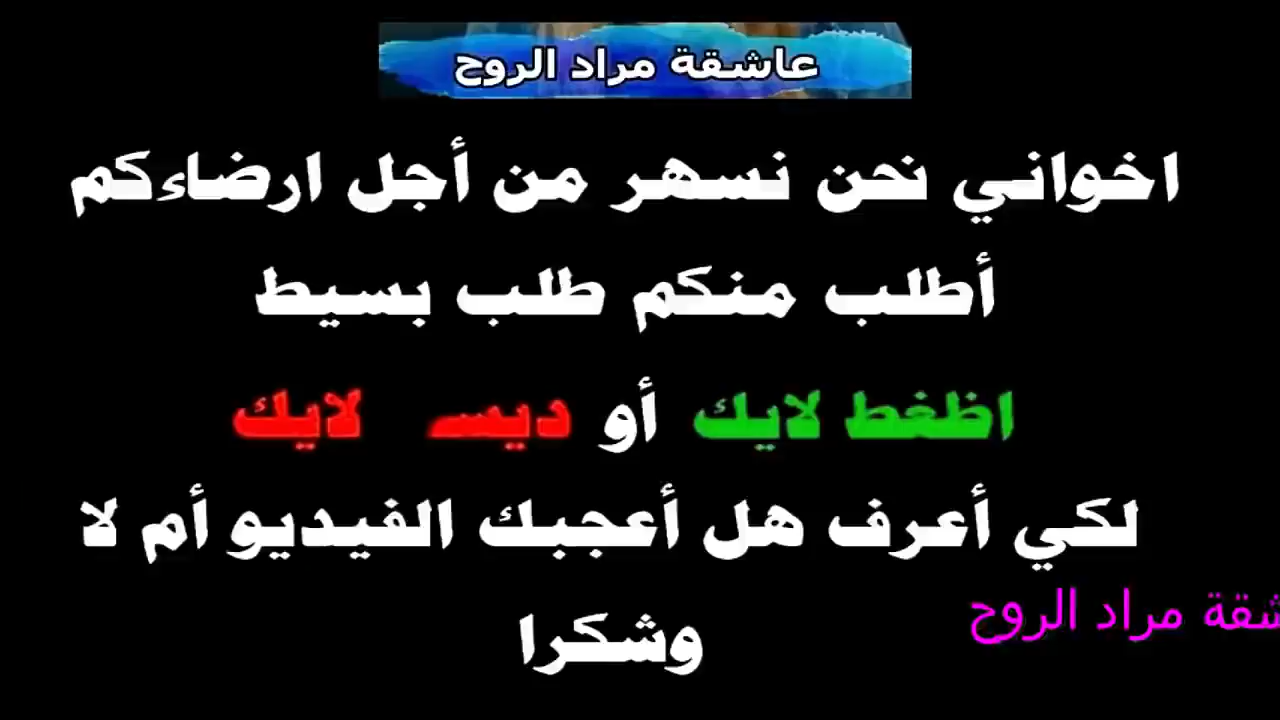 عاشقة مراد الروح
اخواني نحن نسهر من أجل ارضاءكم
أطلب منكم طلب بسيط
اظغط لايك أو ديسـ لايك
لكي أعرف هل أعجبك الفيديو أم لا
شقة مراد الروح
وشكرا